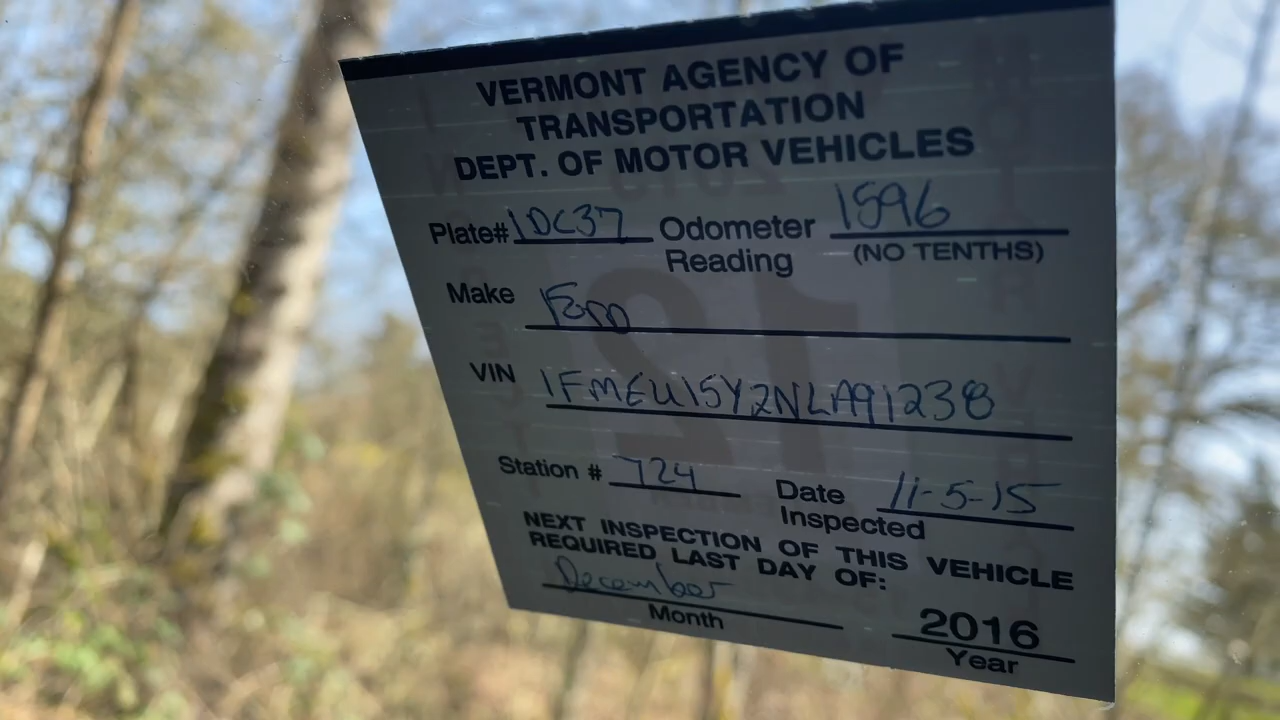 VERMONT AGENCY OF
TRANSPORTATION
DEPT. OF MOTOR VEHICLES
Plate# 1DC37 Odometer Reading 1596
(NO TENTHS)
Make FORD
VIN 1FMEU15Y2NLA91238
Station # 724 Date Inspected 11-5-15
NEXT INSPECTION OF THIS VEHICLE
REQUIRED LAST DAY OF:
December 2016
Month Year
12